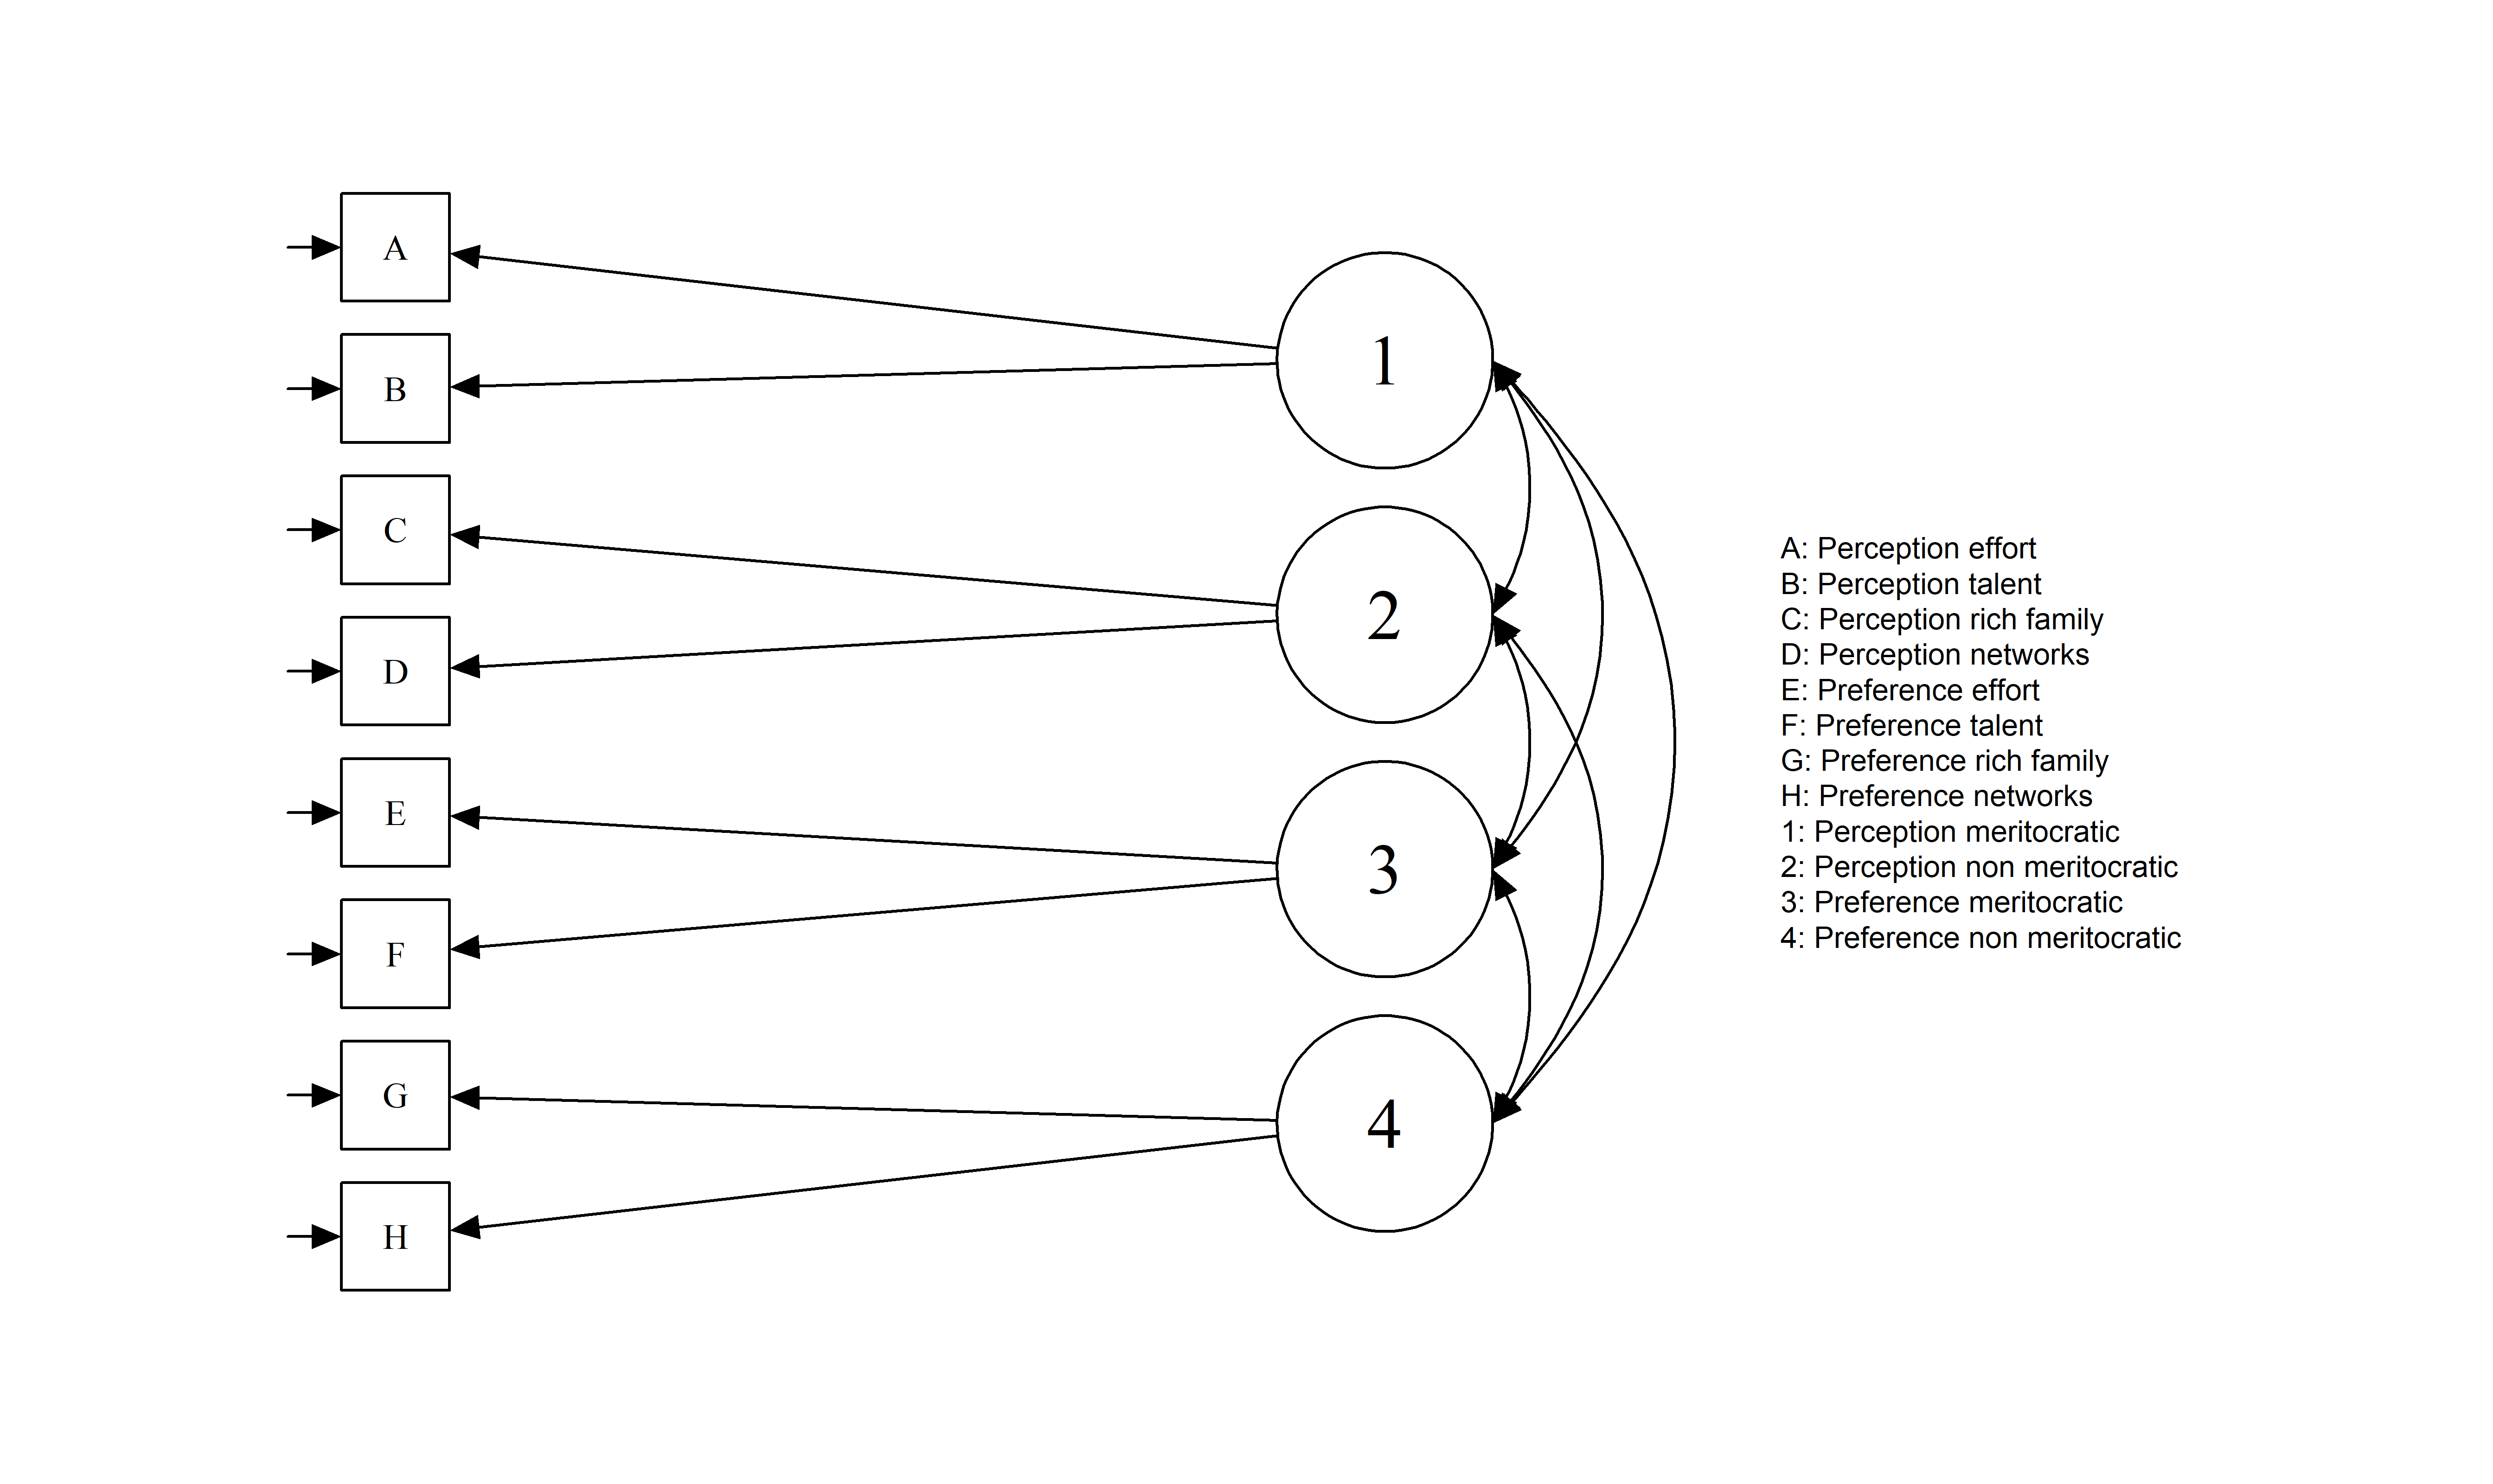 A
B
C
D
E
F
G
H
1
2
3
4
A: Perception effort
B: Perception talent
C: Perception rich family
D: Perception networks
E: Preference effort
F: Preference talent
G: Preference rich family
H: Preference networks
1: Perception meritocratic
2: Perception non meritocratic
3: Preference meritocratic
4: Preference non meritocratic